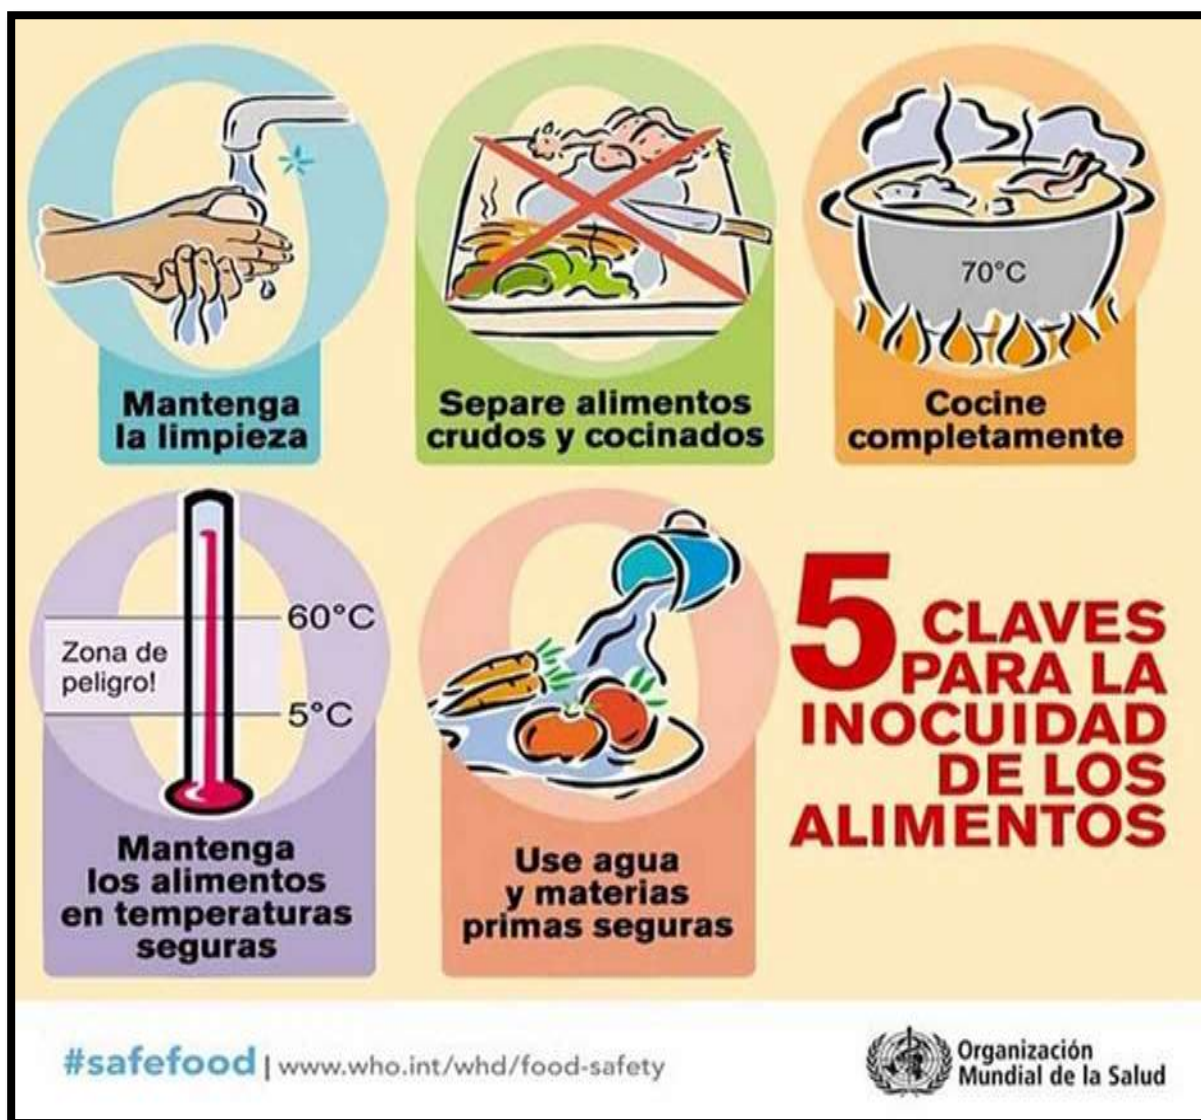 Mantenga
la limpieza
Separe alimentos
crudos y cocinados
70°C
Cocine
completamente
60°C
Zona de
peligro!
5°C
Mantenga
los alimentos
en temperaturas
seguras
Use agua
y materias
primas seguras
5 CLAVES
PARA LA
INOCUIDAD
DE LOS
ALIMENTOS
#safefood | www.who.int/whd/food-safety
Organización
Mundial de la Salud